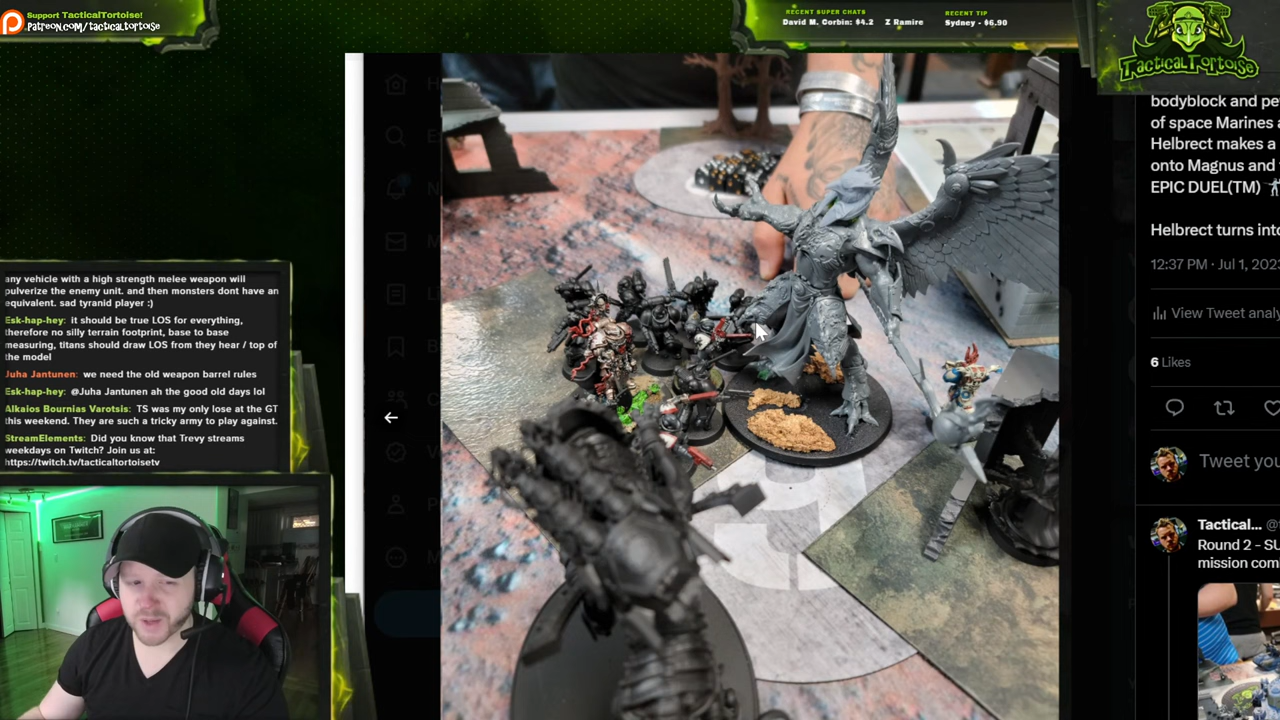 Support TacticalTortoise!
Patreon.com/tacticaltortoise
RECENT SUPER CHATS
David M. Corbin: $4.2 Z Ramire
RECENT TIP
Sydney - $6.90
TACTICALTORTOISE
any vehicle with a high strength melee weapon will
pulverize the enemy unit. and then monsters dont have an
equivalent. sad tyranid player :)
Esk-hap-hey: it should be true LOS for everything,
therefore no silly terrain footprint, base to base
measuring, titans should draw LOS from they hear / top of
the model
Juha Jantunen: we need the old weapon barrel rules
Esk-hap-hey: @Juha Jantunen ah the good old days lol
Alkaios Bournias Varotsis: TS was my only lose at the GT
this weekend. They are such a tricky army to play against.
StreamElements: Did you know that Trevy streams
weekdays on Twitch? Join us at:
https://twitch.tv/tacticaltortoisetv
bodyblock and pe
of space Marines
Helbrect makes a
onto Magnus and
EPIC DUEL(TM)
Helbrect turns into
12:37 PM · Jul 1, 202
View Tweet analy
6 Likes
Tweet you
Tactical... @
Round 2 - SU
mission com